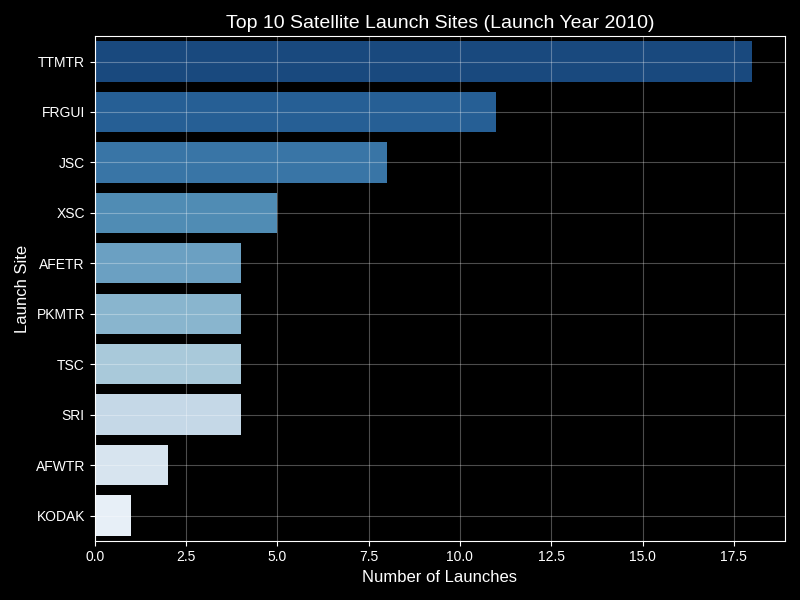 Top 10 Satellite Launch Sites (Launch Year 2010)
Launch Site
TTMTR
FRGUI
JSC
XSC
AFETR
PKMTR
TSC
SRI
AFWTR
KODAK
0.0 2.5 5.0 7.5 10.0 12.5 15.0 17.5
Number of Launches